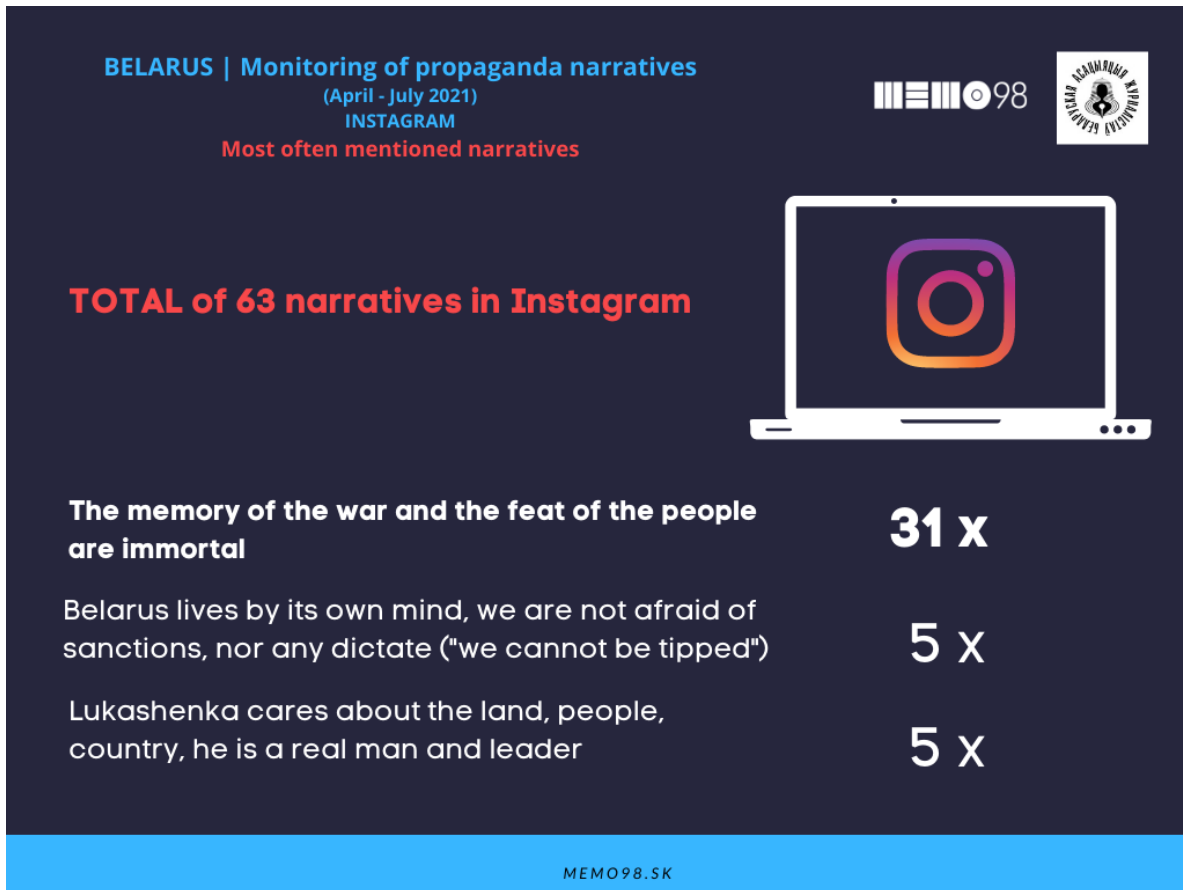 BELARUS | Monitoring of propaganda narratives
(April - July 2021)
INSTAGRAM
Most often mentioned narratives
MEMO98
БЕЛАРУСКАЯ АСАЦЫЯЦЫЯ ЖУРНАЛІСТАЎ
TOTAL of 63 narratives in Instagram
The memory of the war and the feat of the people
are immortal
31 x
Belarus lives by its own mind, we are not afraid of
sanctions, nor any dictate ("we cannot be tipped")
5 x
Lukashenka cares about the land, people,
country, he is a real man and leader
5 x
MEMO98.SK